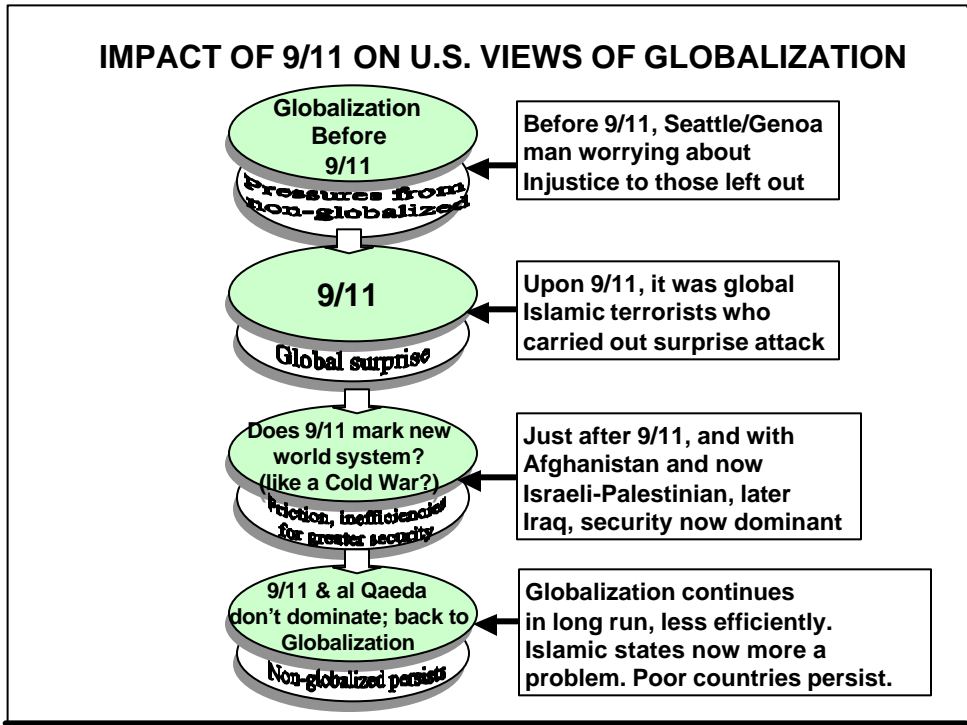 IMPACT OF 9/11 ON U.S. VIEWS OF GLOBALIZATION
Globalization
Before
9/11
Pressures from
non-globalized
Before 9/11, Seattle/Genoa
man worrying about
Injustice to those left out
9/11
Global surprise
Upon 9/11, it was global
Islamic terrorists who
carried out surprise attack
Does 9/11 mark new
world system?
(like a Cold War?)
Friction, inefficiencies
for greater security
Just after 9/11, and with
Afghanistan and now
Israeli-Palestinian, later
Iraq, security now dominant
9/11 & al Qaeda
don't dominate; back to
Globalization
Non-globalized persists
Globalization continues
in long run, less efficiently.
Islamic states now more a
problem. Poor countries persist.